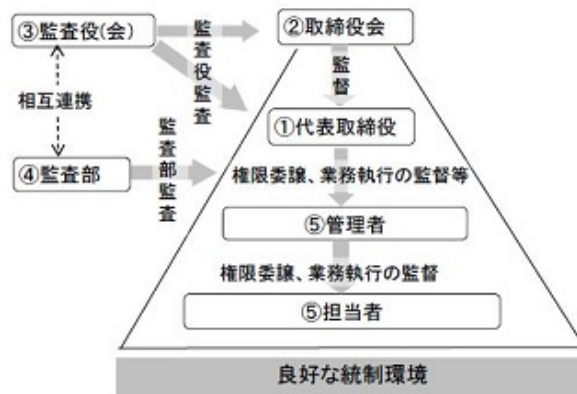 ③監査役(会)
②取締役会
監査役監査
監督
相互連携
①代表取締役
監査部監査
④監査部
権限委譲、業務執行の監督等
⑤管理者
権限委譲、業務執行の監督
⑤担当者
良好な統制環境